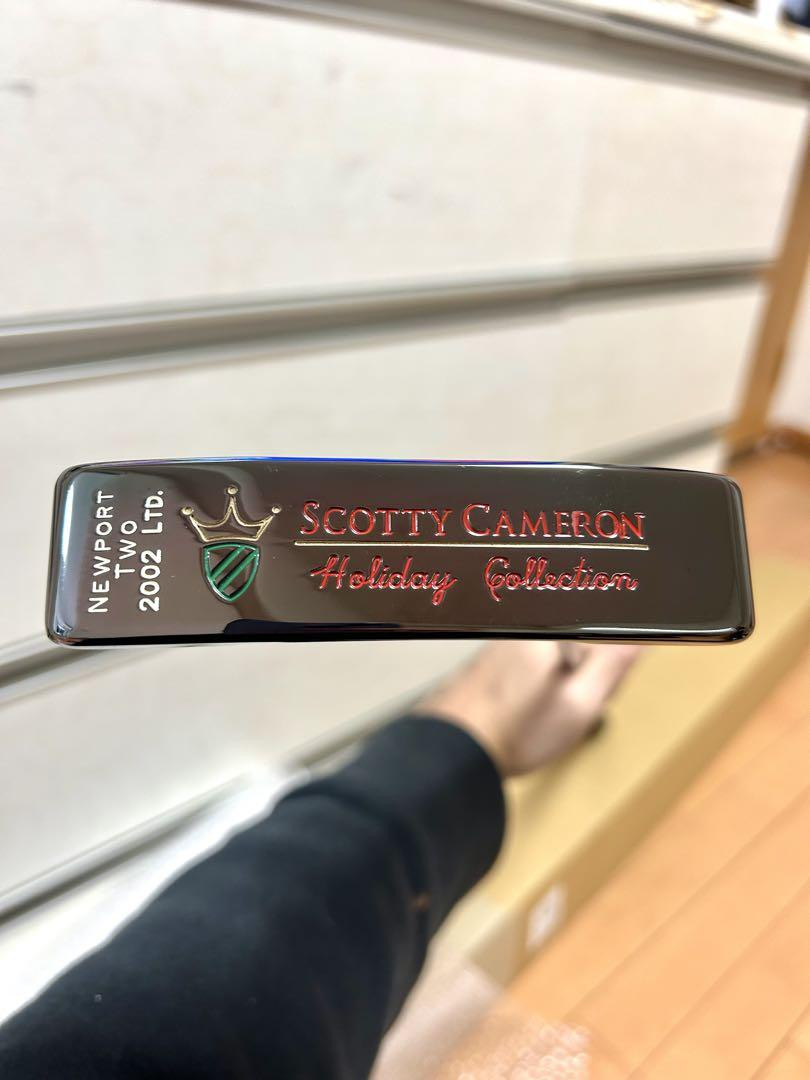 NEWPORT
TWO
2002 LTD.
SCOTTY CAMERON
Holiday Collection